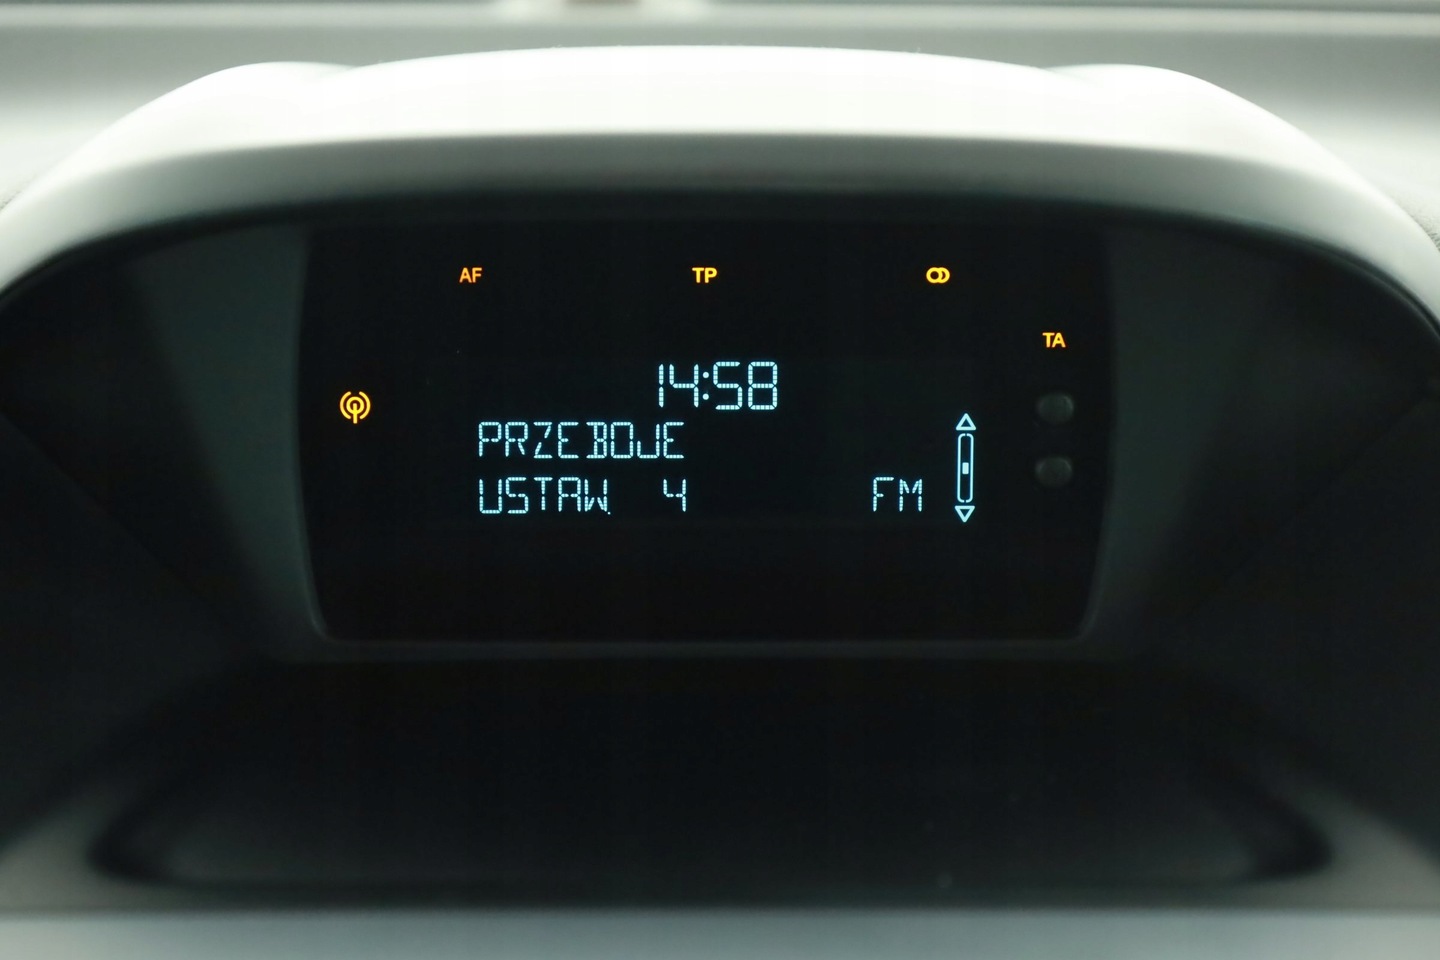 AF TP
TA
14:58
PRZEBOJE
USTAW. 4 FM